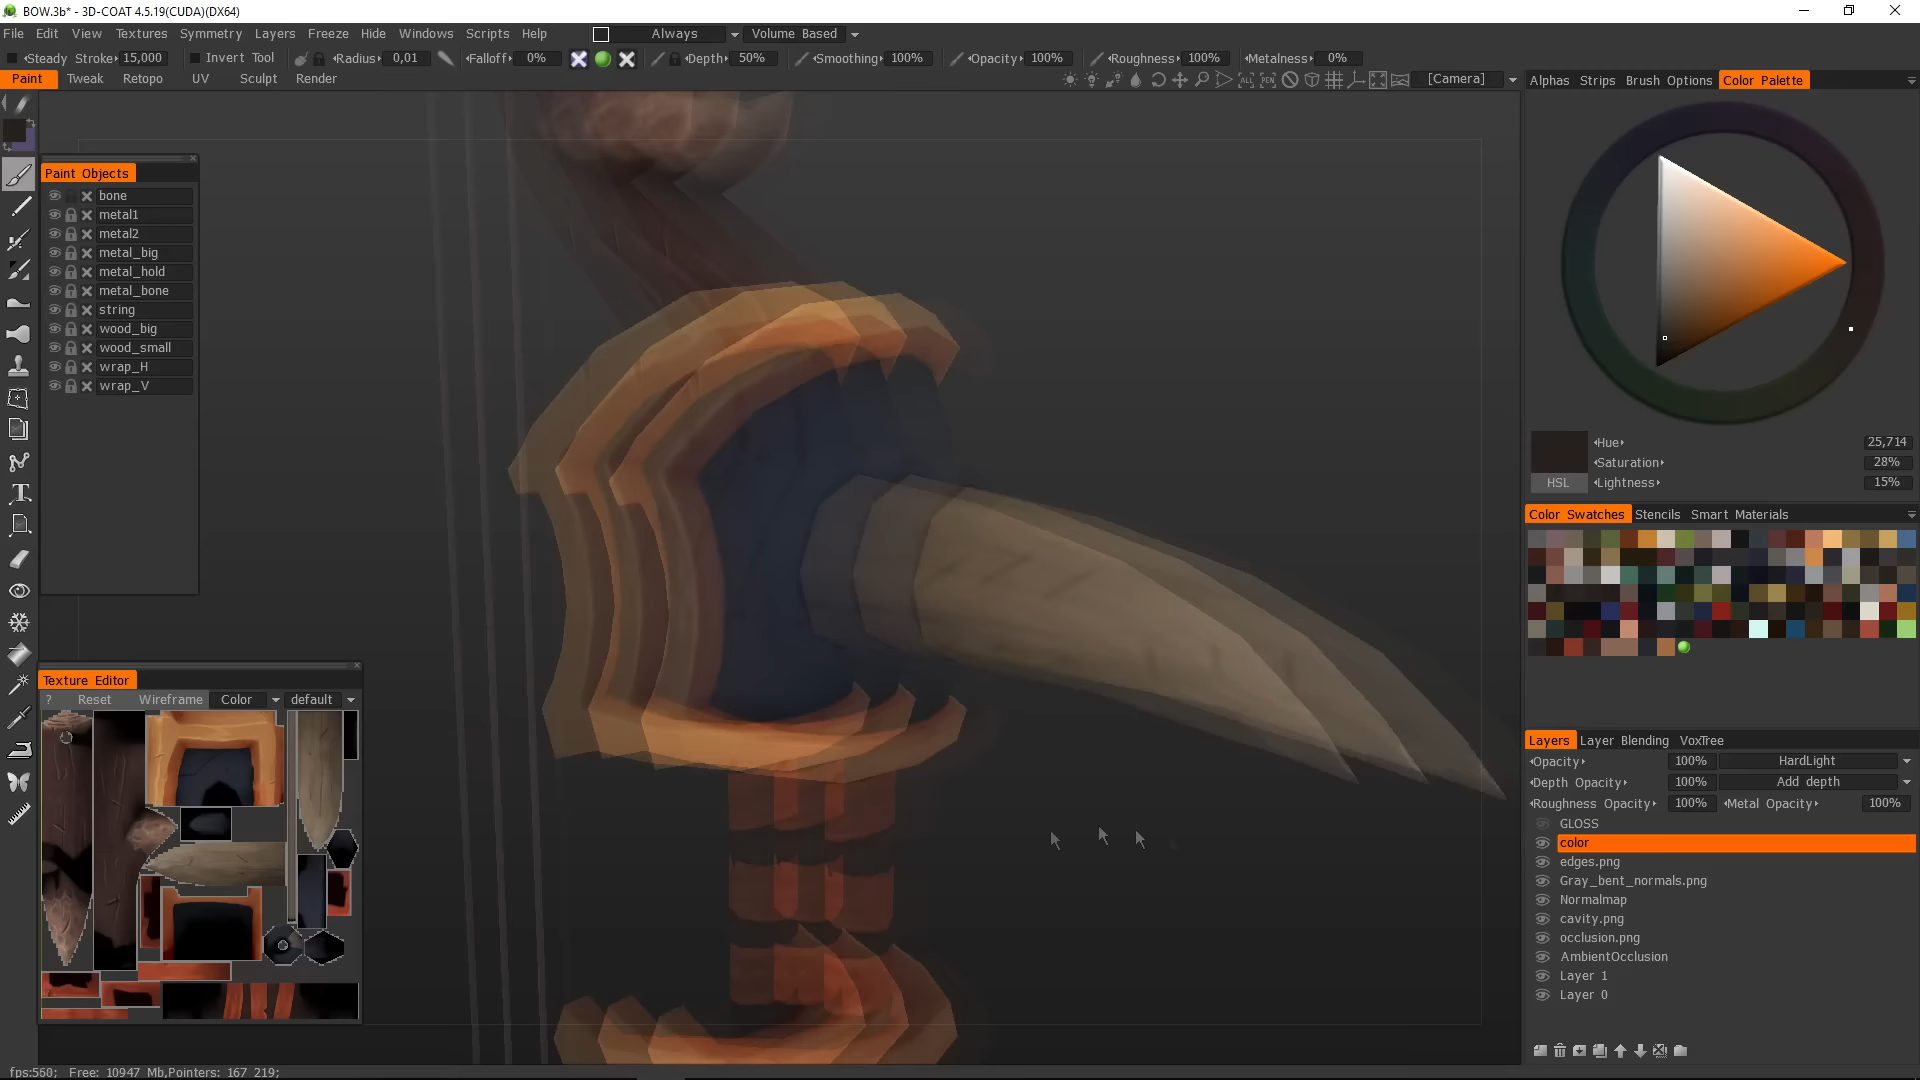 BOW.3b* - 3D-COAT 4.5.19(CUDA)(DX64)
File Edit View Textures Symmetry Layers Freeze Hide Windows Scripts Help Always Volume Based
Steady Stroke 15,000 Invert Tool Radius 0,01 Falloff 0% Depth 50% Smoothing 100% Opacity 100% Roughness 100% Metalness 0%
Paint Tweak Retopo UV Sculpt Render ALL PEN [Camera] Alphas Strips Brush Options Color Palette
Paint Objects
bone
metal1
metal2
metal_big
metal_hold
metal_bone
string
wood_big
wood_small
wrap_H
wrap_V
Hue 25,714
Saturation 28%
HSL Lightness 15%
Color Swatches Stencils Smart Materials
Texture Editor
? Reset Wireframe Color default
Layers Layer Blending VoxTree
Opacity 100% HardLight
Depth Opacity 100% Add depth
Roughness Opacity 100% Metal Opacity 100%
GLOSS
color
edges.png
Gray_bent_normals.png
Normalmap
cavity.png
occlusion.png
AmbientOcclusion
Layer 1
Layer 0
fps:560; Free: 10947 Mb,Pointers: 167 219;